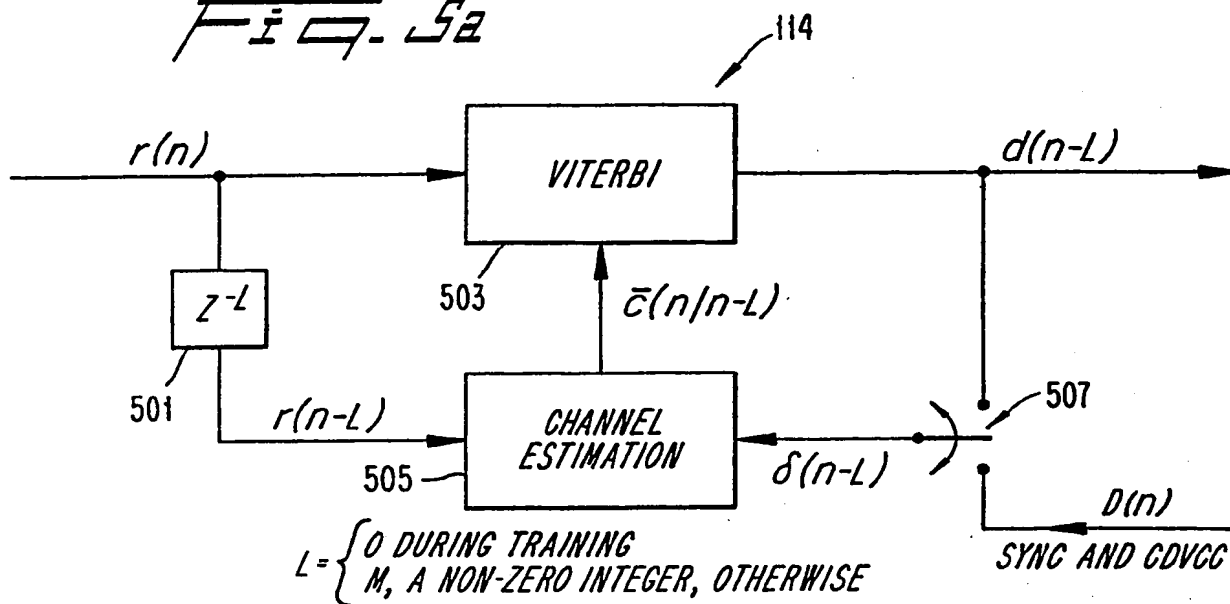 Fig. 5a
114
r(n)
VITERBI
d(n-L)
503
c̄(n/n-L)
Z^-L
501
r(n-L)
CHANNEL
ESTIMATION
505
507
δ(n-L)
D(n)
SYNC AND CDVCC
L = { 0 DURING TRAINING
M, A NON-ZERO INTEGER, OTHERWISE